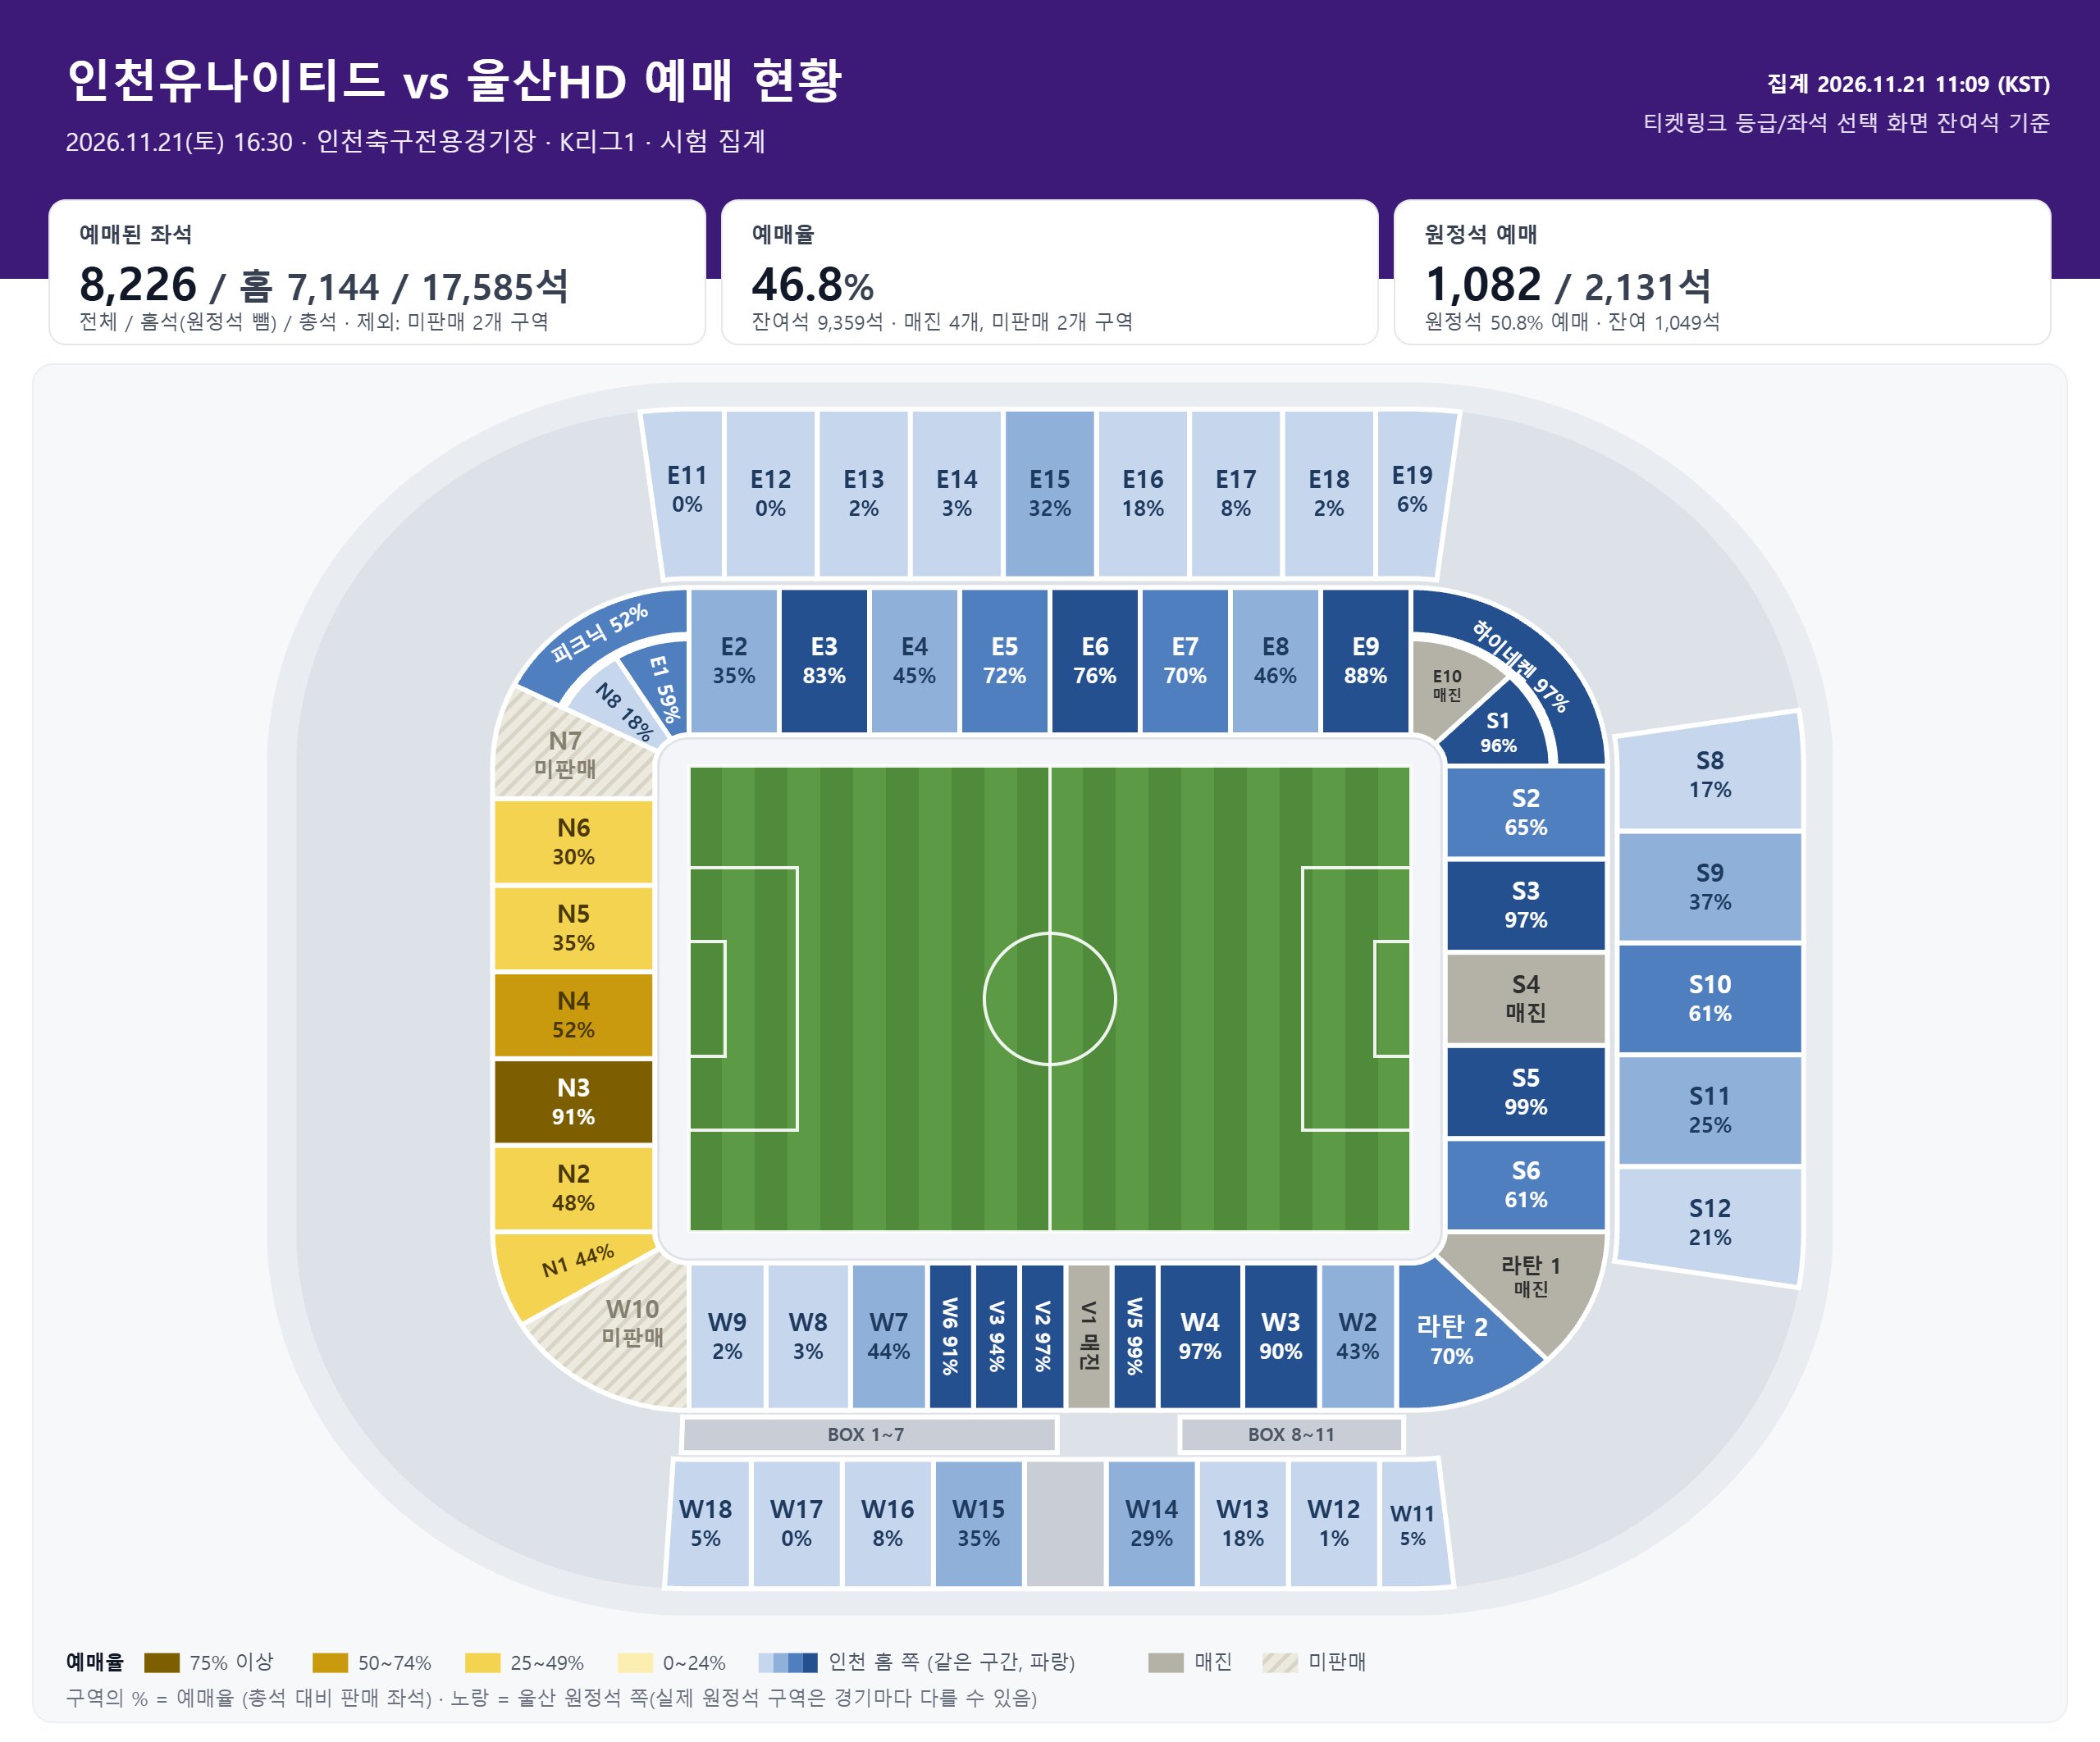 인천유나이티드 vs 울산HD 예매 현황
2026.11.21(토) 16:30 · 인천축구전용경기장 · K리그1 · 시험 집계
집계 2026.11.21 11:09 (KST)
티켓링크 등급/좌석 선택 화면 잔여석 기준
예매된 좌석
8,226 / 홈 7,144 / 17,585석
전체 / 홈석(원정석 뺌) / 총석 · 제외: 미판매 2개 구역
예매율
46.8%
잔여석 9,359석 · 매진 4개, 미판매 2개 구역
원정석 예매
1,082 / 2,131석
원정석 50.8% 예매 · 잔여 1,049석
E11
0%
E12
0%
E13
2%
E14
3%
E15
32%
E16
18%
E17
8%
E18
2%
E19
6%
피크닉 52%
N8 18%
E1 59%
E2
35%
E3
83%
E4
45%
E5
72%
E6
76%
E7
70%
E8
46%
E9
88%
E10
매진
하이네켄 97%
S1
96%
N7
미판매
N6
30%
N5
35%
N4
52%
N3
91%
N2
48%
N1 44%
W10
미판매
S2
65%
S3
97%
S4
매진
S5
99%
S6
61%
라탄 1
매진
라탄 2
70%
S8
17%
S9
37%
S10
61%
S11
25%
S12
21%
W9
2%
W8
3%
W7
44%
W6 91%
V3 94%
V2 97%
V1 매진
W5 99%
W4
97%
W3
90%
W2
43%
BOX 1~7
BOX 8~11
W18
5%
W17
0%
W16
8%
W15
35%
W14
29%
W13
18%
W12
1%
W11
5%
예매율 75% 이상 50~74% 25~49% 0~24% 인천 홈 쪽 (같은 구간, 파랑) 매진 미판매
구역의 % = 예매율 (총석 대비 판매 좌석) · 노랑 = 울산 원정석 쪽(실제 원정석 구역은 경기마다 다를 수 있음)